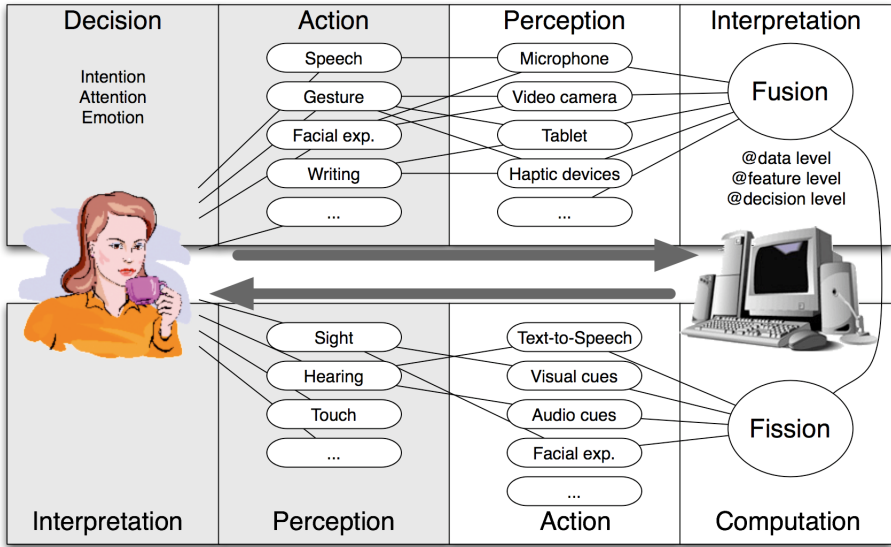 Decision
Action
Perception
Interpretation
Intention
Attention
Emotion
Speech
Gesture
Facial exp.
Writing
...
Microphone
Video camera
Tablet
Haptic devices
...
Fusion
@data level
@feature level
@decision level
Sight
Hearing
Touch
...
Text-to-Speech
Visual cues
Audio cues
Facial exp.
...
Fission
Interpretation
Perception
Action
Computation